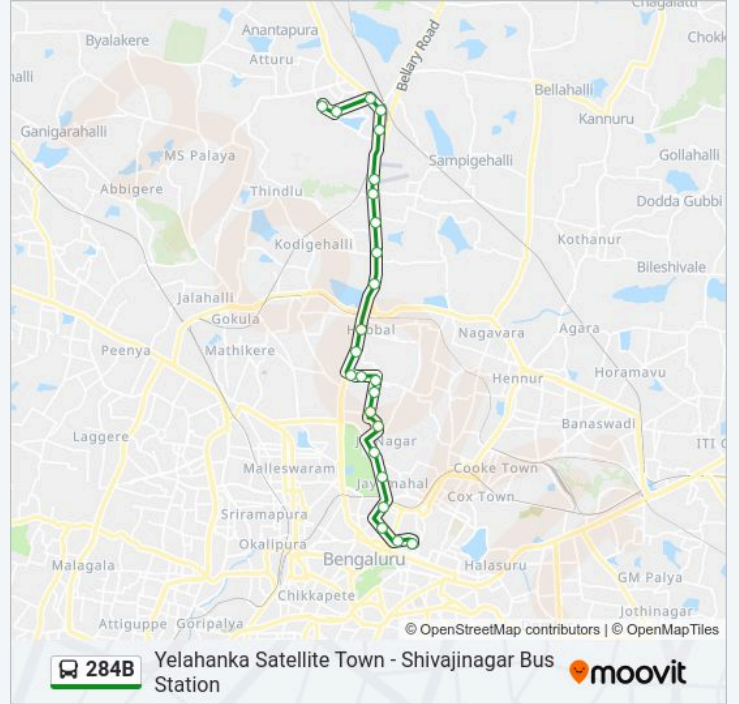 Chagalatu
Anantapura
Byalakere
Atturu
Bellary Road
Chokk
halli
Bellahalli
Ganigarahalli
Kannuru
MS Palaya
Sampigehalli
Gollahalli
Abbigere
Thindlu
Dodda Gubbi
Kodigehalli
Kothanur
Bileshivale
Jalahalli
Gokula
Hebbal
Nagavara
Agara
Peenya
Mathikere
Hennur
Horamavu
Banaswadi
Laggere
Nagar
ITI C
Malleswaram
Cooke Town
Jayamahal
Cox Town
Sriramapura
Okalipura
Bengaluru
Malagala
Halasuru
GM Palya
Chikkapete
Jothinagar
Attiguppe Goripalya
© OpenStreetMap contributors | © OpenMapTiles
284B
Yelahanka Satellite Town - Shivajinagar Bus
Station
moovit